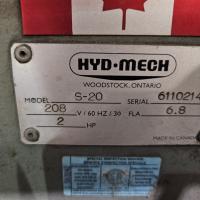 HYD·MECH
WOODSTOCK, ONTARIO
MODEL S-20 SERIAL 6110214
208 V / 60 HZ / 30 FLA 6.8
2 HP
MADE IN CANADA